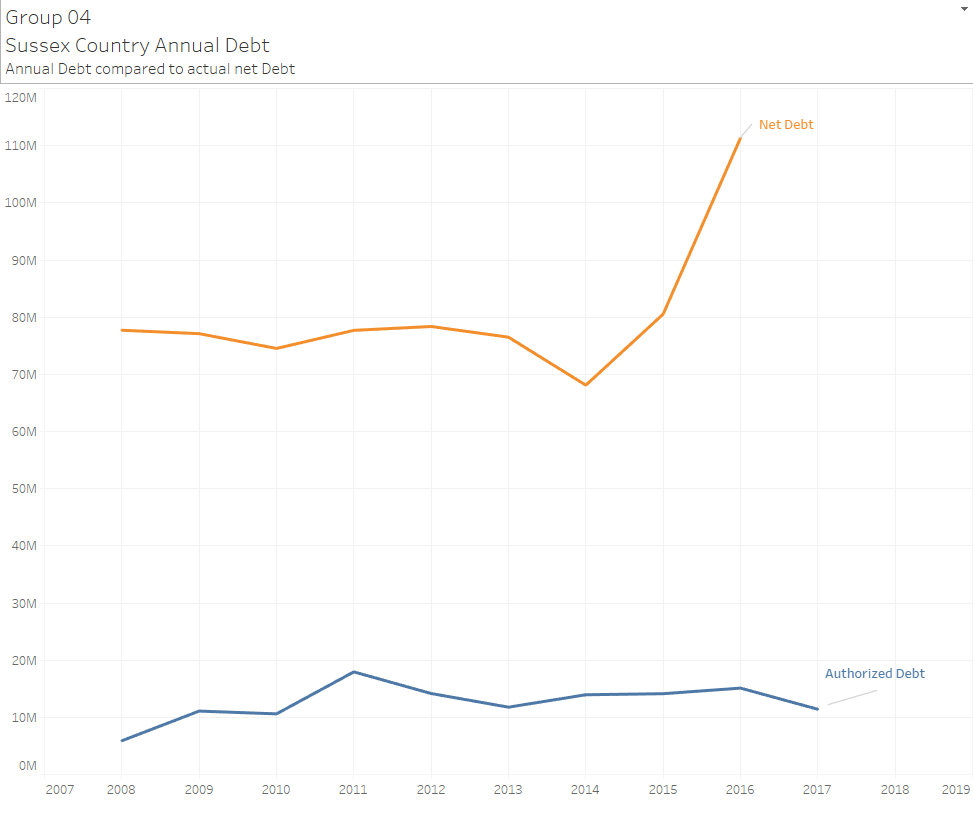 Group 04
Sussex Country Annual Debt
Annual Debt compared to actual net Debt
120M
Net Debt
110M
100M
90M
80M
70M
60M
50M
40M
30M
Authorized Debt
20M
10M
0M
2007 2008 2009 2010 2011 2012 2013 2014 2015 2016 2017 2018 2019